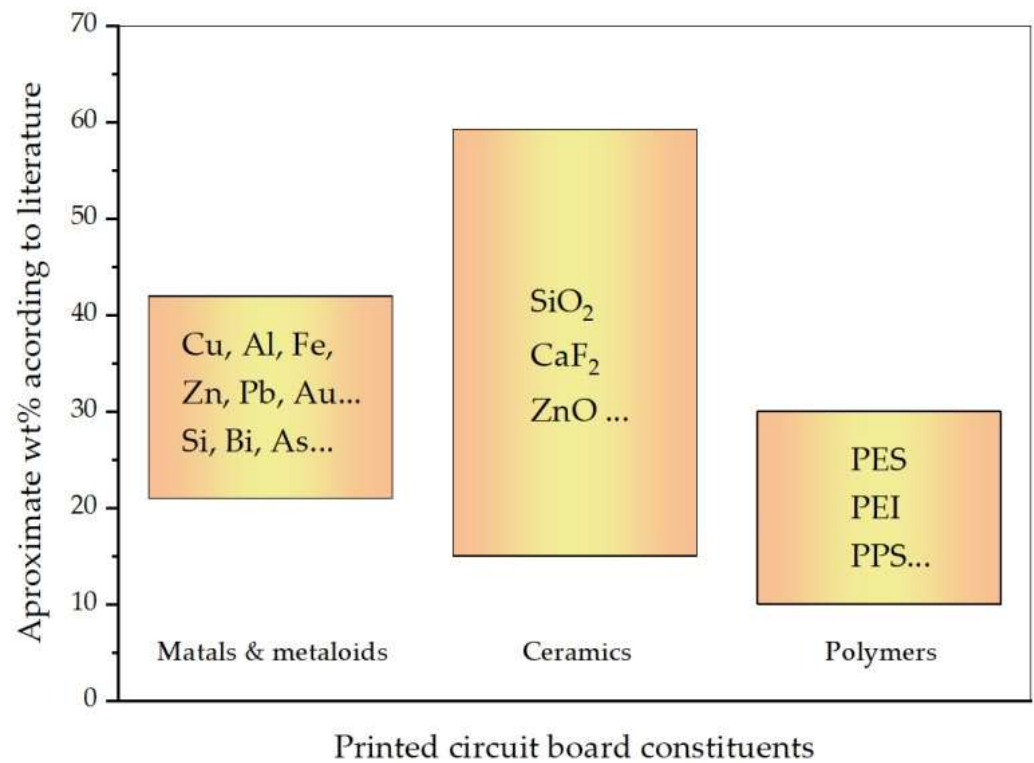 Aproximate wt% acording to literature
70
60
50
40
30
20
10
0
Cu, Al, Fe,
Zn, Pb, Au...
Si, Bi, As...
Matals & metaloids
SiO₂
CaF₂
ZnO ...
Ceramics
PES
PEI
PPS...
Polymers
Printed circuit board constituents